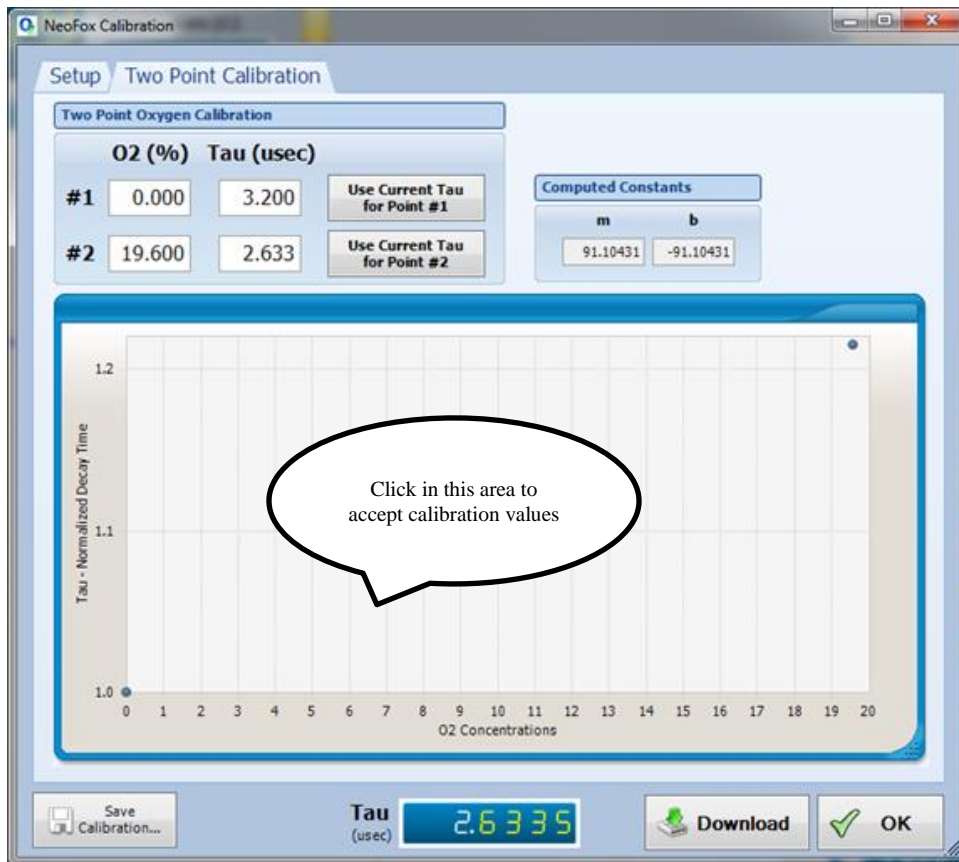 NeoFox Calibration
Setup Two Point Calibration
Two Point Oxygen Calibration
O2 (%) Tau (usec)
#1 0.000 3.200 Use Current Tau
for Point #1
#2 19.600 2.633 Use Current Tau
for Point #2
Computed Constants
m b
91.10431 -91.10431
1.2
1.1
1.0
Tau - Normalized Decay Time
Click in this area to
accept calibration values
0 1 2 3 4 5 6 7 8 9 10 11 12 13 14 15 16 17 18 19 20
O2 Concentrations
Save
Calibration...
Tau
(usec)
2.6335
Download
OK